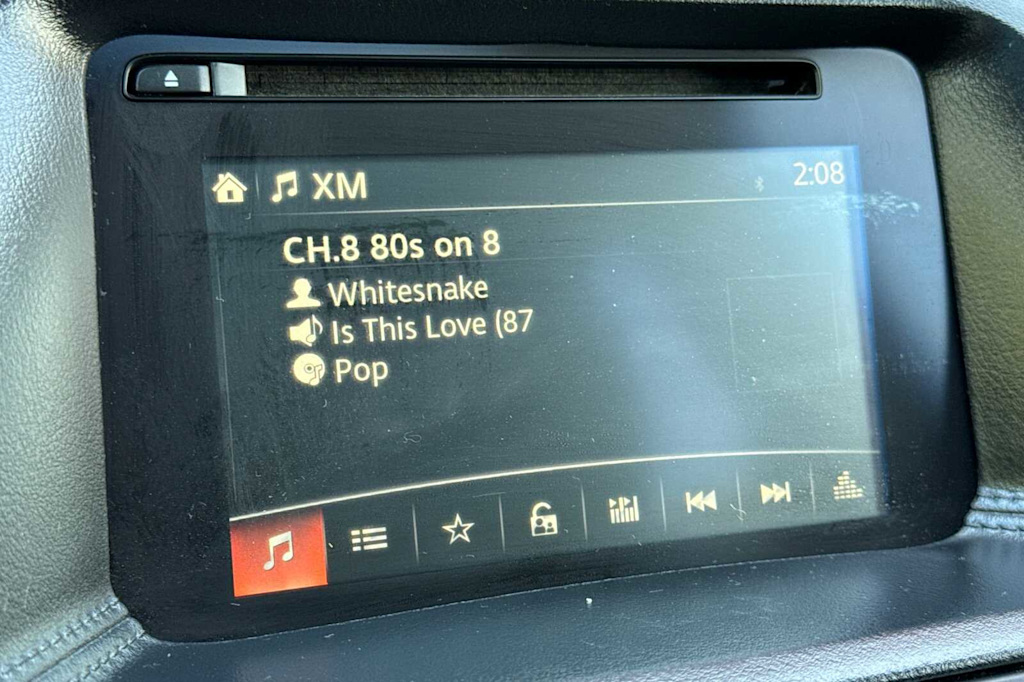 XM
2:08
CH.8 80s on 8
Whitesnake
Is This Love (87
Pop